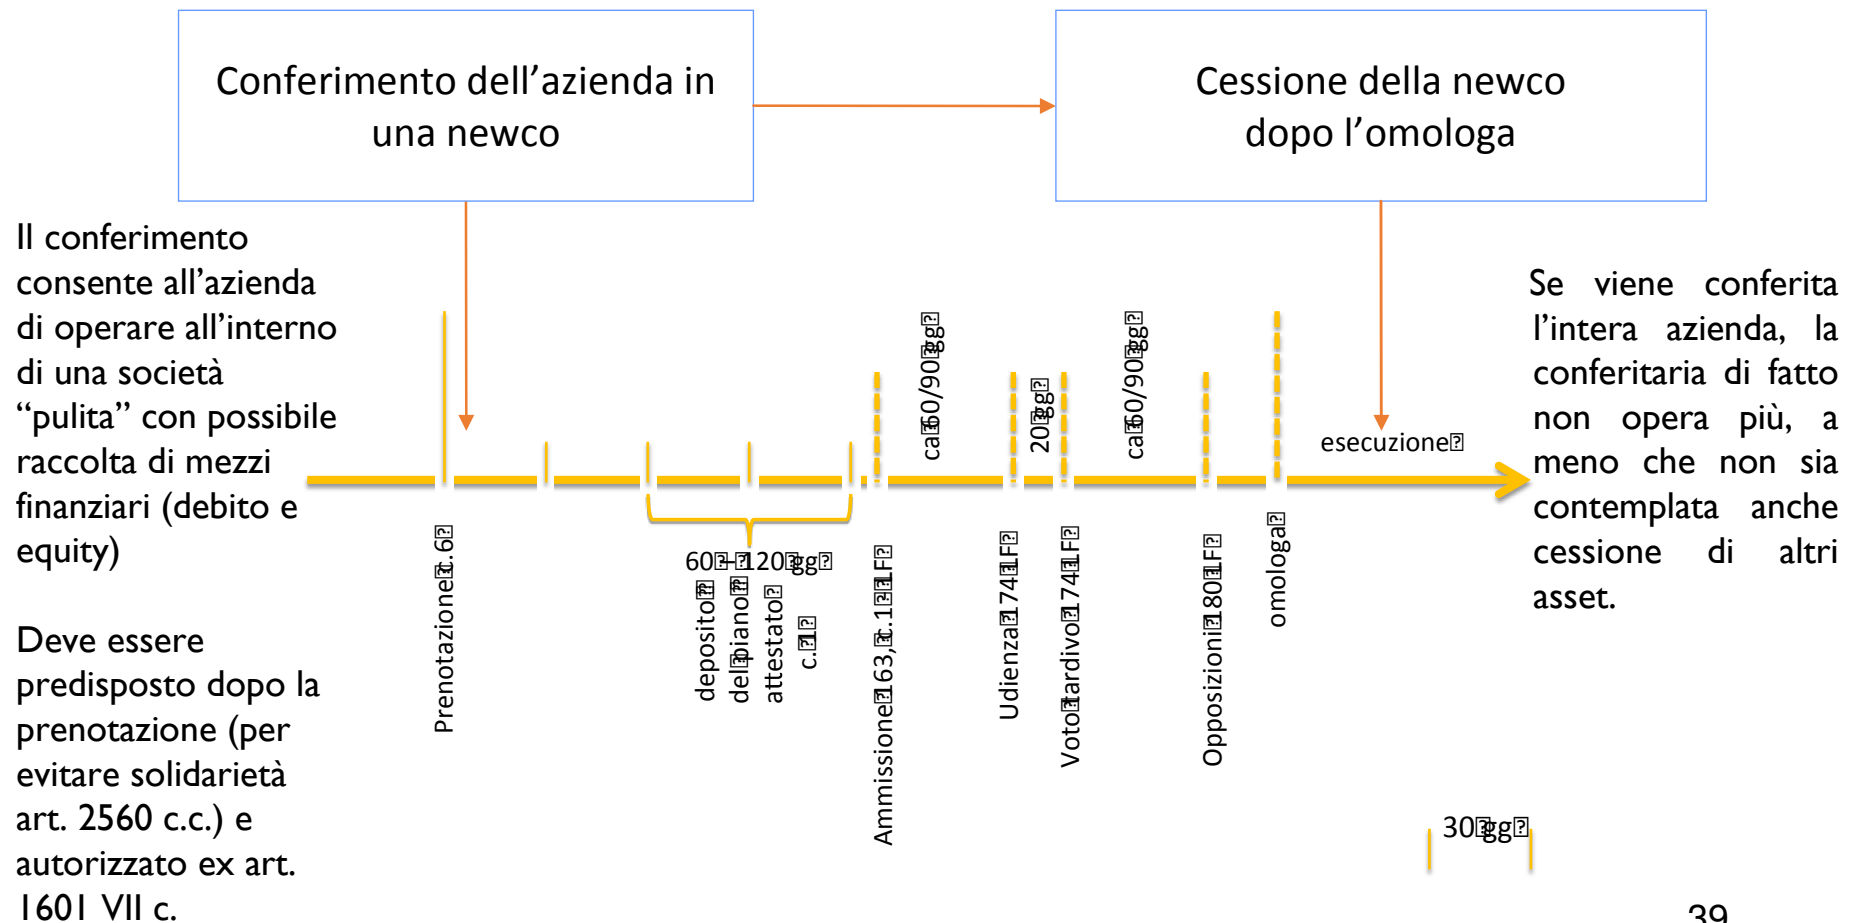 Conferimento dell’azienda in
una newco
Cessione della newco
dopo l’omologa
Il conferimento
consente all’azienda
di operare all’interno
di una società
“pulita” con possibile
raccolta di mezzi
finanziari (debito e
equity)
Deve essere
predisposto dopo la
prenotazione (per
evitare solidarietà
art. 2560 c.c.) e
autorizzato ex art.
1601 VII c.
Prenotazione c.6
60 – 120 gg
deposito
del piano
attestato
c. 1
Ammissione 163, c.1 LF
ca 60/90 gg
Udienza 174 LF
20 gg
Voto tardivo 174 LF
ca 60/90 gg
Opposizioni 180 LF
omologa
esecuzione
30 gg
Se viene conferita
l’intera azienda, la
conferitaria di fatto
non opera più, a
meno che non sia
contemplata anche
cessione di altri
asset.
39